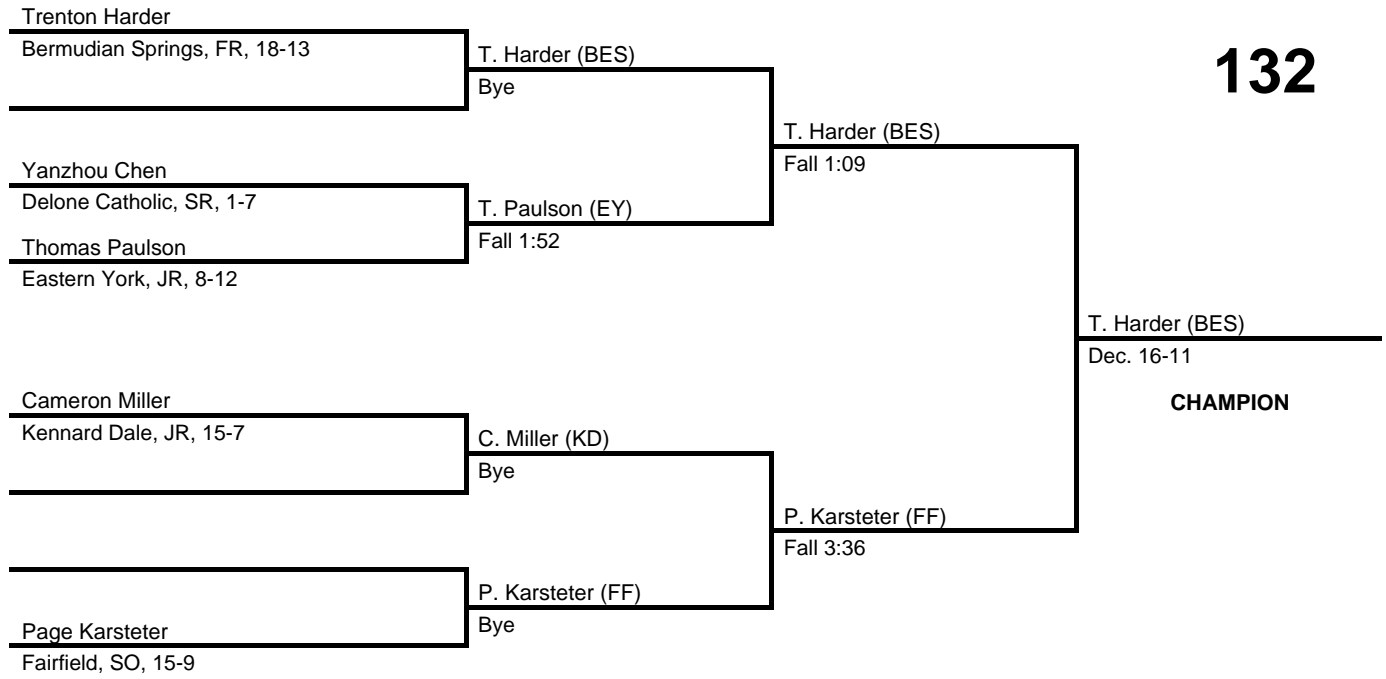 Trenton Harder
Bermudian Springs, FR, 18-13
T. Harder (BES)
Bye
132
T. Harder (BES)
Fall 1:09
Yanzhou Chen
Delone Catholic, SR, 1-7
T. Paulson (EY)
Fall 1:52
Thomas Paulson
Eastern York, JR, 8-12
T. Harder (BES)
Dec. 16-11
CHAMPION
Cameron Miller
Kennard Dale, JR, 15-7
C. Miller (KD)
Bye
P. Karsteter (FF)
Fall 3:36
P. Karsteter (FF)
Bye
Page Karsteter
Fairfield, SO, 15-9